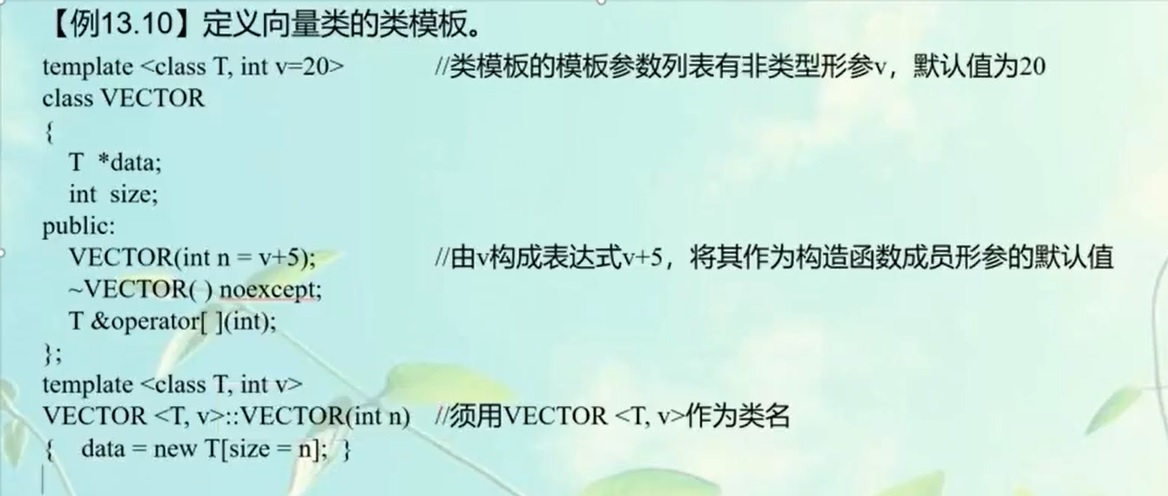 【例13.10】定义向量类的类模板。
template <class T, int v=20> //类模板的模板参数列表有非类型形参v，默认值为20
class VECTOR
{
T *data;
int size;
public:
VECTOR(int n = v+5); //由v构成表达式v+5，将其作为构造函数成员形参的默认值
~VECTOR( ) noexcept;
T &operator[ ](int);
};
template <class T, int v>
VECTOR <T, v>::VECTOR(int n) //须用VECTOR <T, v>作为类名
{ data = new T[size = n]; }